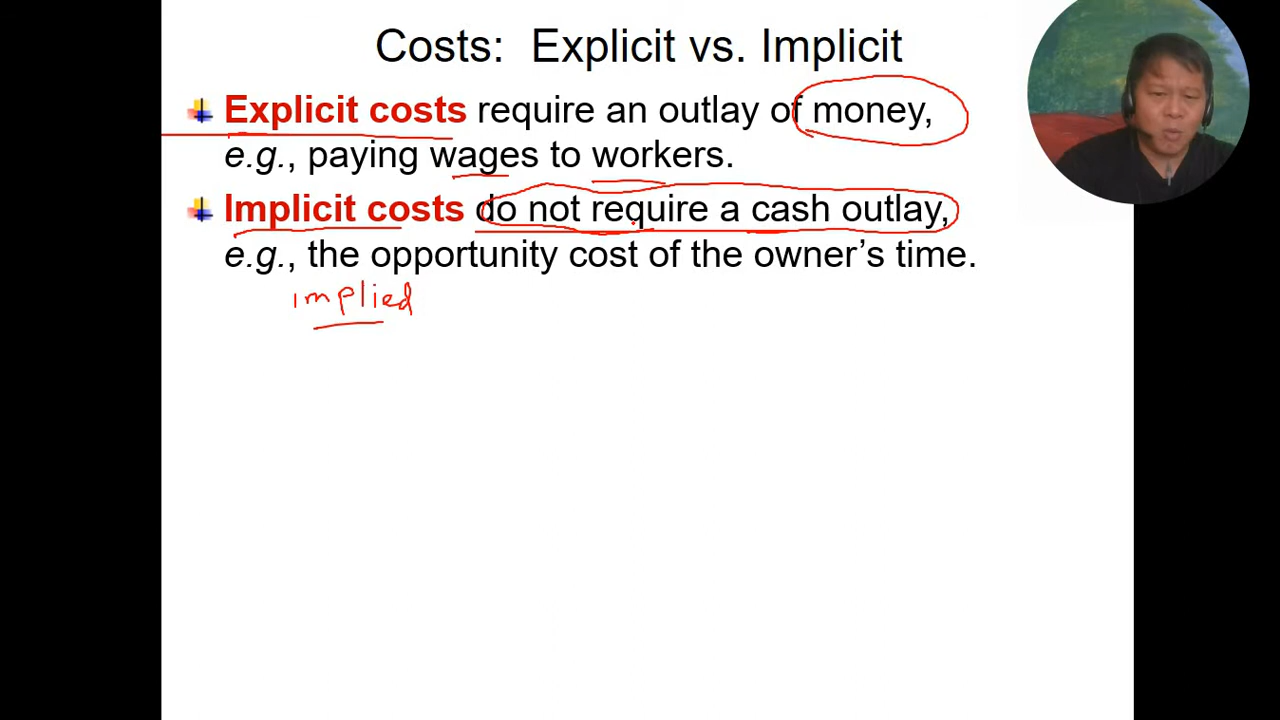 Costs:  Explicit vs. Implicit
Explicit costs require an outlay of money,
e.g., paying wages to workers.
Implicit costs do not require a cash outlay,
e.g., the opportunity cost of the owner’s time.
implied